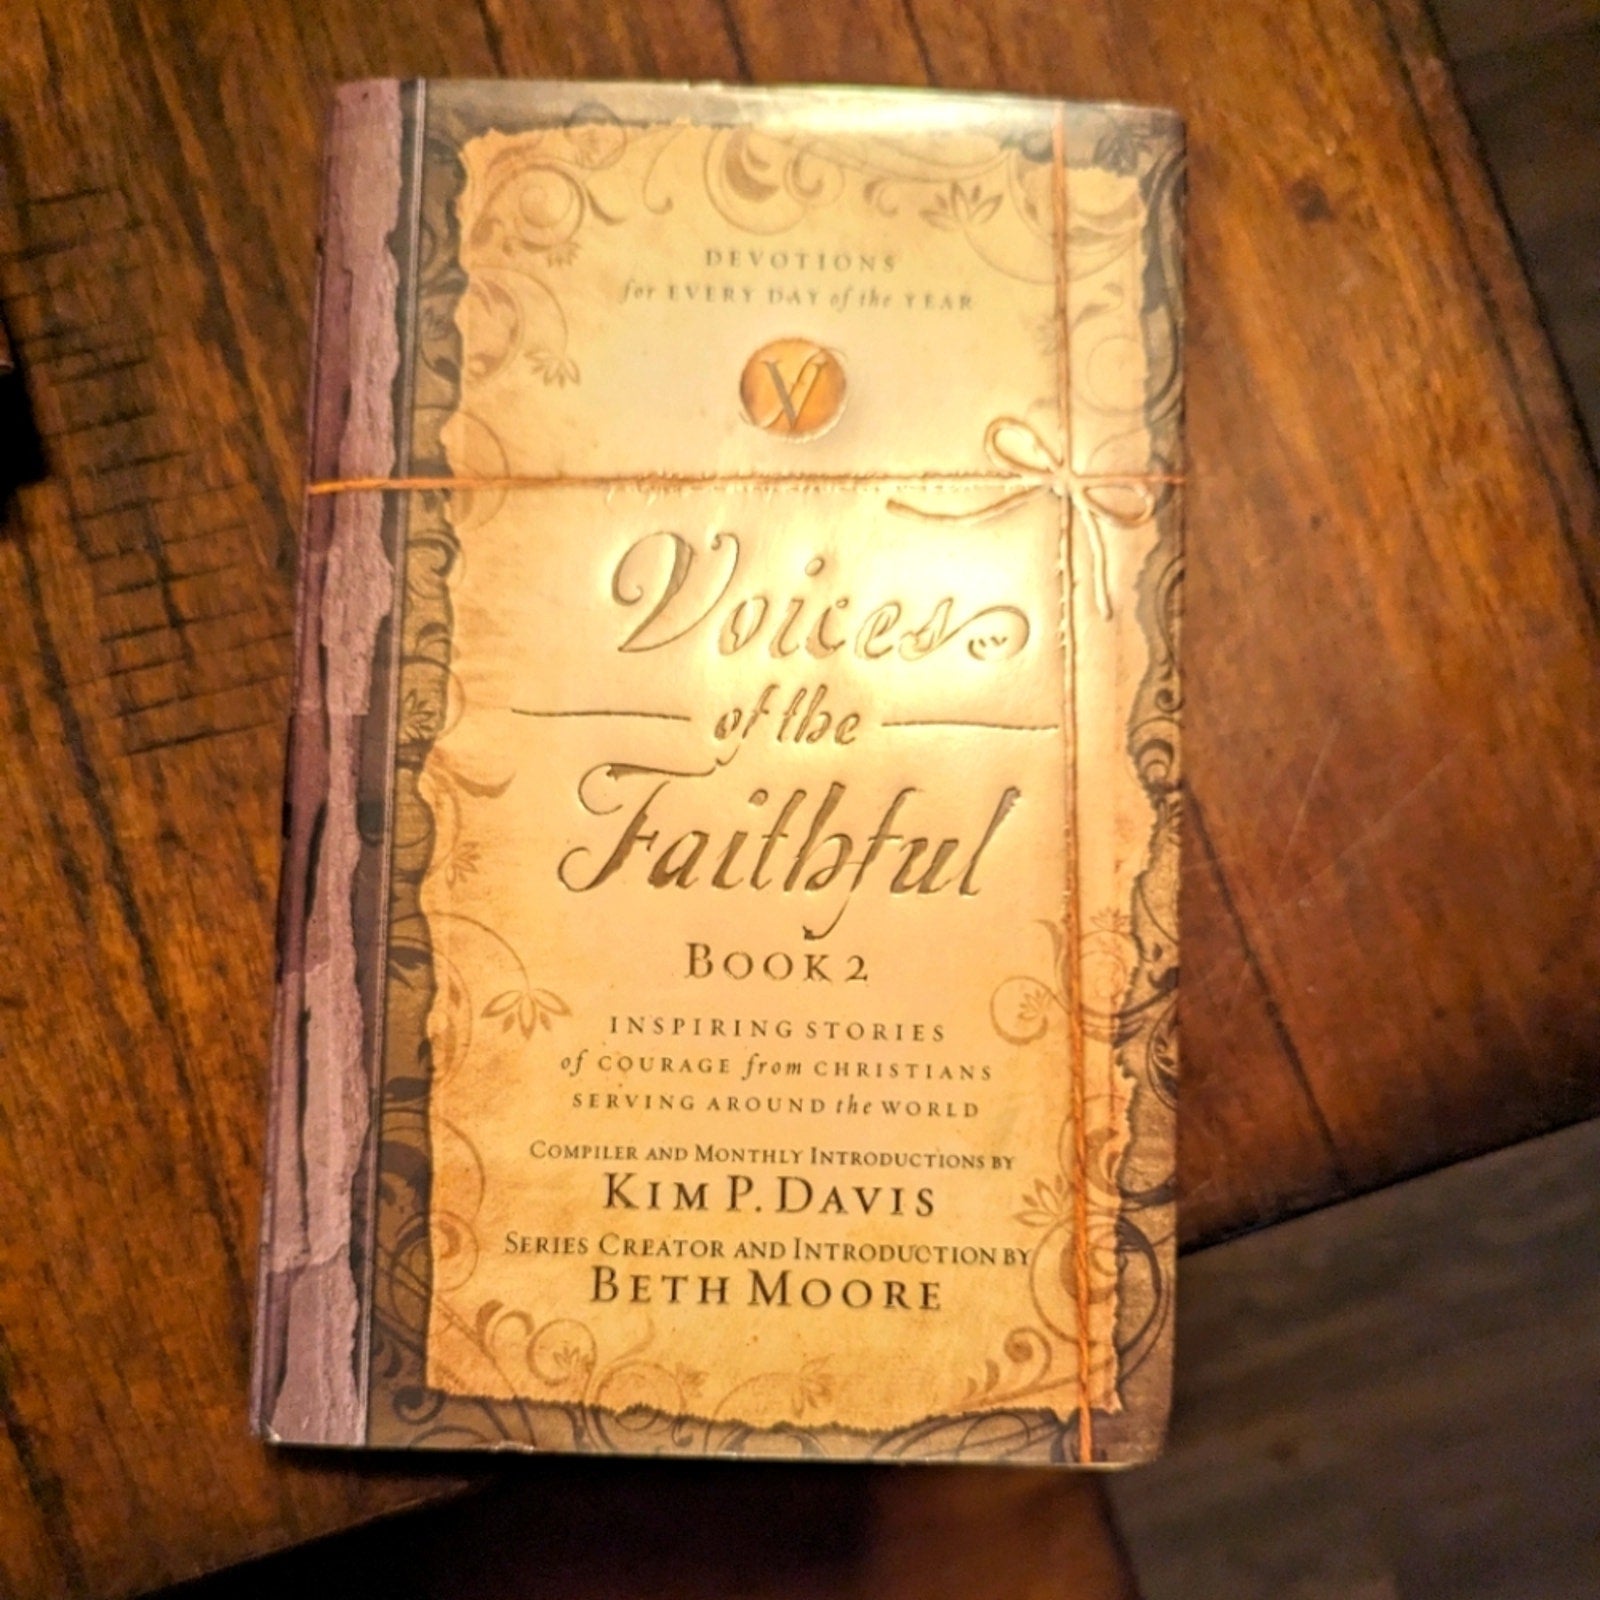 DEVOTIONS
for EVERY DAY of the YEAR
V
Voices
of the
Faithful
BOOK 2
INSPIRING STORIES
of COURAGE from CHRISTIANS
SERVING AROUND the WORLD
COMPILER AND MONTHLY INTRODUCTIONS BY
KIM P. DAVIS
SERIES CREATOR AND INTRODUCTION BY
BETH MOORE